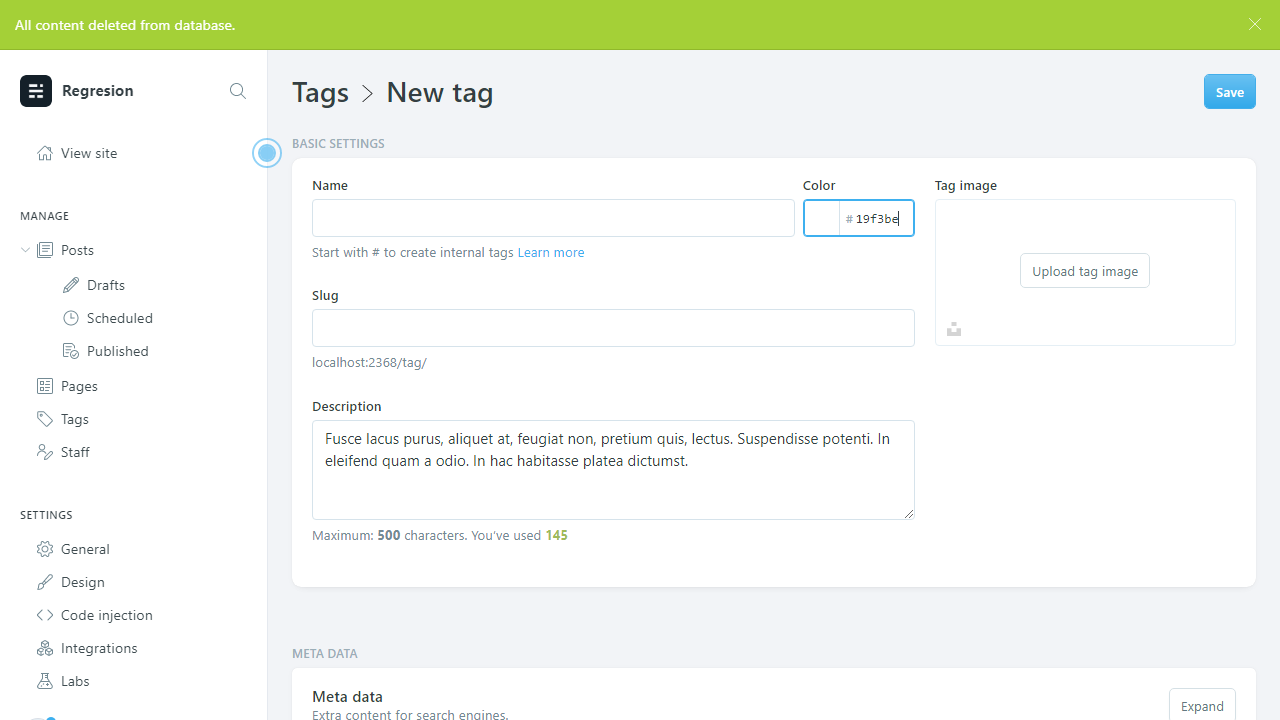 All content deleted from database.
Regresion
View site
MANAGE
Posts
Drafts
Scheduled
Published
Pages
Tags
Staff
SETTINGS
General
Design
Code injection
Integrations
Labs
Tags > New tag
Save
BASIC SETTINGS
Name
Start with # to create internal tags Learn more
Color
# 19f3be
Slug
localhost:2368/tag/
Description
Fusce lacus purus, aliquet at, feugiat non, pretium quis, lectus. Suspendisse potenti. In
eleifend quam a odio. In hac habitasse platea dictumst.
Maximum: 500 characters. You've used 145
Tag image
Upload tag image
META DATA
Meta data
Extra content for search engines.
Expand